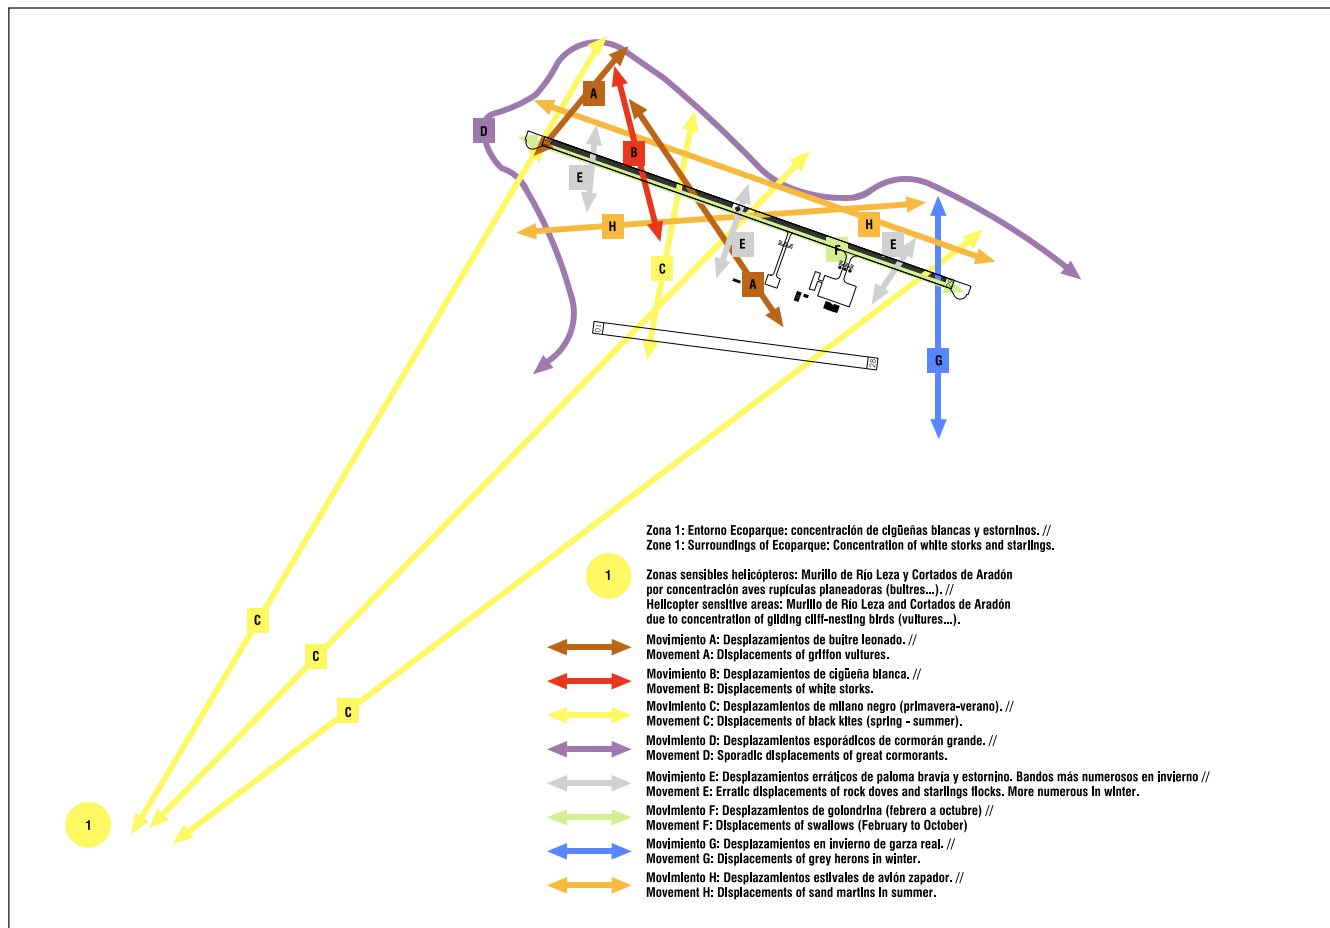 A
D
B
E
H
E
H
F
E
C
A
01
28
G
C
C
C
1
Zona 1: Entorno Ecoparque: concentración de cigüeñas blancas y estorninos. //
Zone 1: Surroundings of Ecoparque: Concentration of white storks and starlings.
1
Zonas sensibles helicópteros: Murillo de Río Leza y Cortados de Aradón
por concentración aves rupículas planeadoras (buitres...). //
Helicopter sensitive areas: Murillo de Río Leza and Cortados de Aradón
due to concentration of gliding cliff-nesting birds (vultures...).
Movimiento A: Desplazamientos de buitre leonado. //
Movement A: Displacements of griffon vultures.
Movimiento B: Desplazamientos de cigüeña blanca. //
Movement B: Displacements of white storks.
Movimiento C: Desplazamientos de milano negro (primavera-verano). //
Movement C: Displacements of black kites (spring - summer).
Movimiento D: Desplazamientos esporádicos de cormorán grande. //
Movement D: Sporadic displacements of great cormorants.
Movimiento E: Desplazamientos erráticos de paloma bravía y estornino. Bandos más numerosos en invierno //
Movement E: Erratic displacements of rock doves and starlings flocks. More numerous in winter.
Movimiento F: Desplazamientos de golondrina (febrero a octubre) //
Movement F: Displacements of swallows (February to October)
Movimiento G: Desplazamientos en invierno de garza real. //
Movement G: Displacements of grey herons in winter.
Movimiento H: Desplazamientos estivales de avión zapador. //
Movement H: Displacements of sand martins in summer.